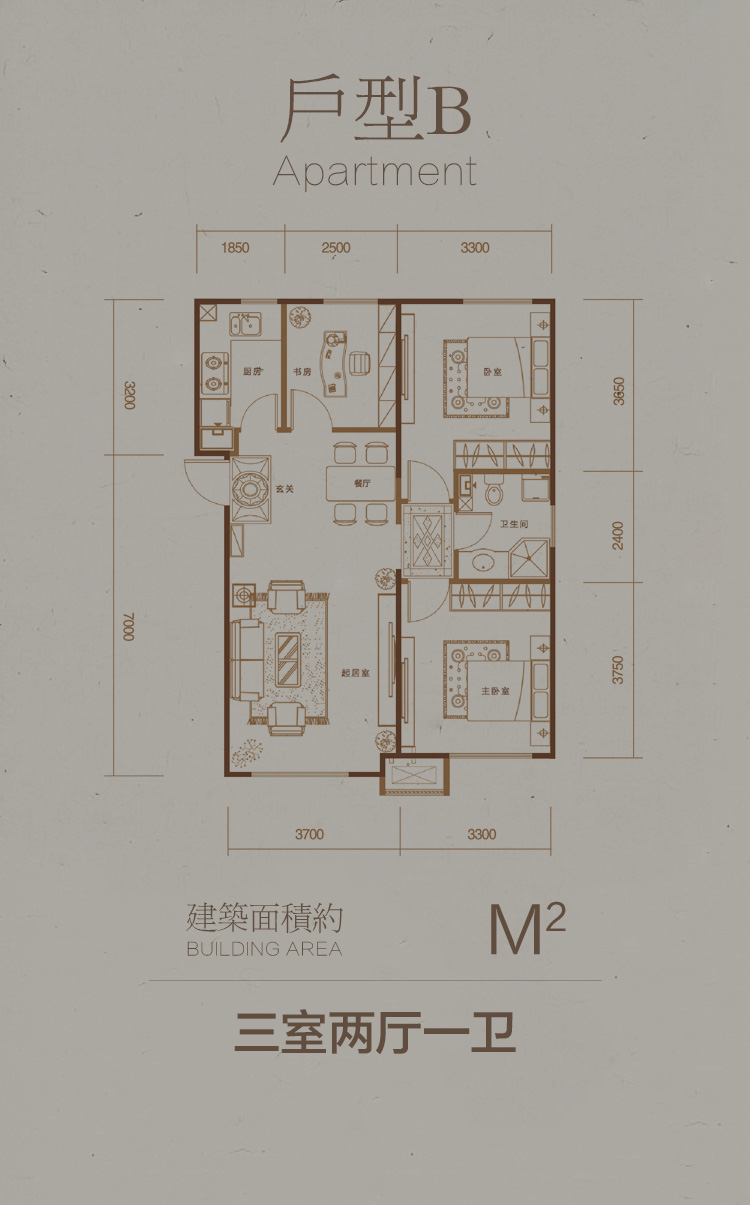 戶型B
Apartment
1850 2500 3300
3200
7000
3650
2400
3750
厨房
书房
卧室
玄关
餐厅
卫生间
起居室
主卧室
3700 3300
建築面積約
BUILDING AREA
M²
三室两厅一卫